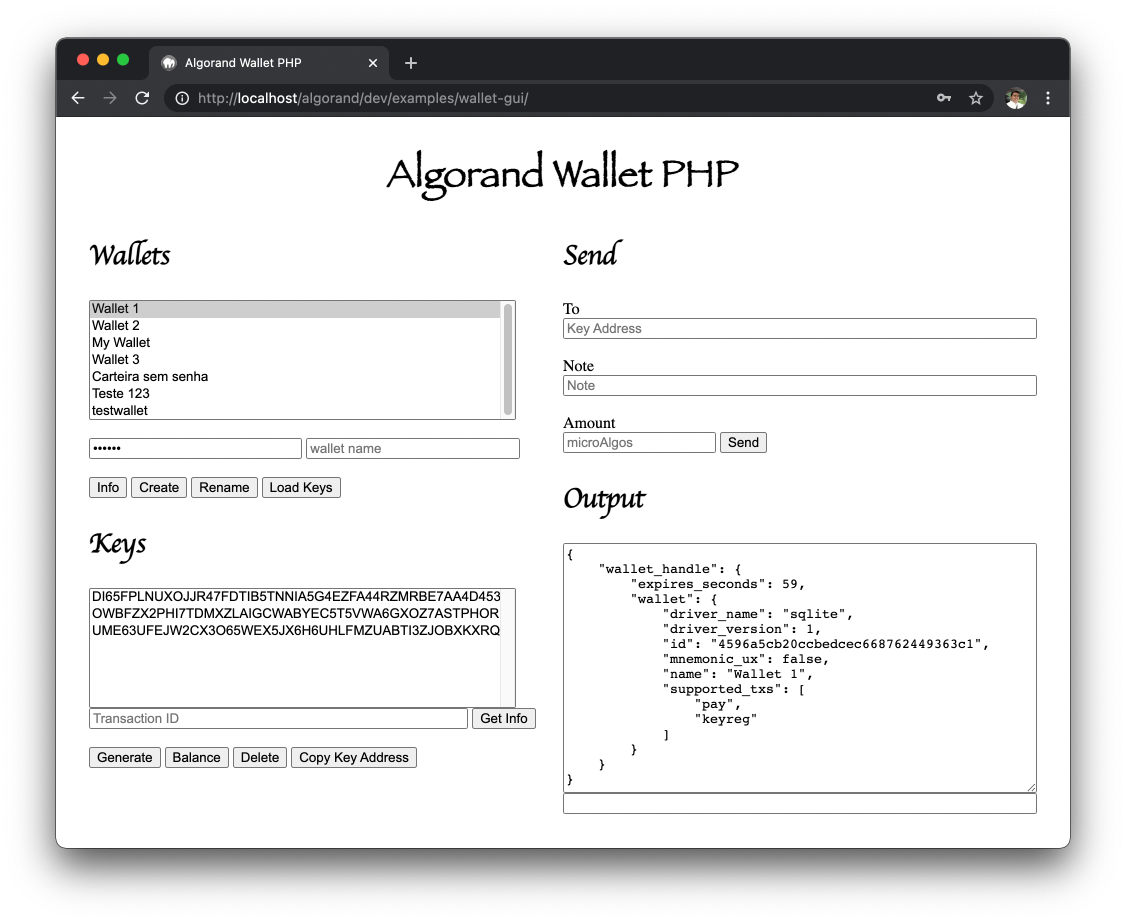 Algorand Wallet PHP
http://localhost/algorand/dev/examples/wallet-gui/
Algorand Wallet PHP
Wallets
Wallet 1
Wallet 2
My Wallet
Wallet 3
Carteira sem senha
Teste 123
testwallet
•••••• wallet name
Info Create Rename Load Keys
Keys
DI65FPLNUXOJJR47FDTIB5TNNIA5G4EZFA44RZMRBE7AA4D453
OWBFZX2PHI7TDMXZLAIGCWABYEC5T5VWA6GXOZ7ASTPHOR
UME63UFEJW2CX3O65WEX5JX6H6UHLFMZUABTI3ZJOBXKXRQ
Transaction ID Get Info
Generate Balance Delete Copy Key Address
Send
To
Key Address
Note
Note
Amount
microAlgos Send
Output
{
    "wallet_handle": {
        "expires_seconds": 59,
        "wallet": {
            "driver_name": "sqlite",
            "driver_version": 1,
            "id": "4596a5cb20ccbedcec668762449363c1",
            "mnemonic_ux": false,
            "name": "Wallet 1",
            "supported_txs": [
                "pay",
                "keyreg"
            ]
        }
    }
}